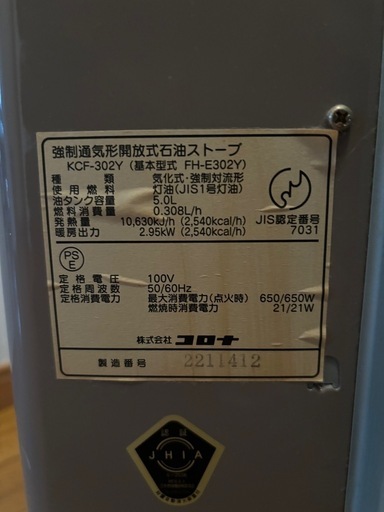 強制通気形開放式石油ストーブ
KCF-302Y (基本型式 FH-E302Y)
種類 気化式・強制対流形
使用燃料 灯油(JIS1号灯油)
油タンク容量 5.0L
燃料消費量 0.308L/h
発熱量 10,630kJ/h (2,540kcal/h)
暖房出力 2.95kW (2,540kcal/h)
JIS認定番号
7031
PS
E
定格電圧 100V
定格周波数 50/60Hz
定格消費電力 最大消費電力(点火時) 650/650W
燃焼時消費電力 21/21W
株式会社 コロナ
製造番号 2211412
JHIA